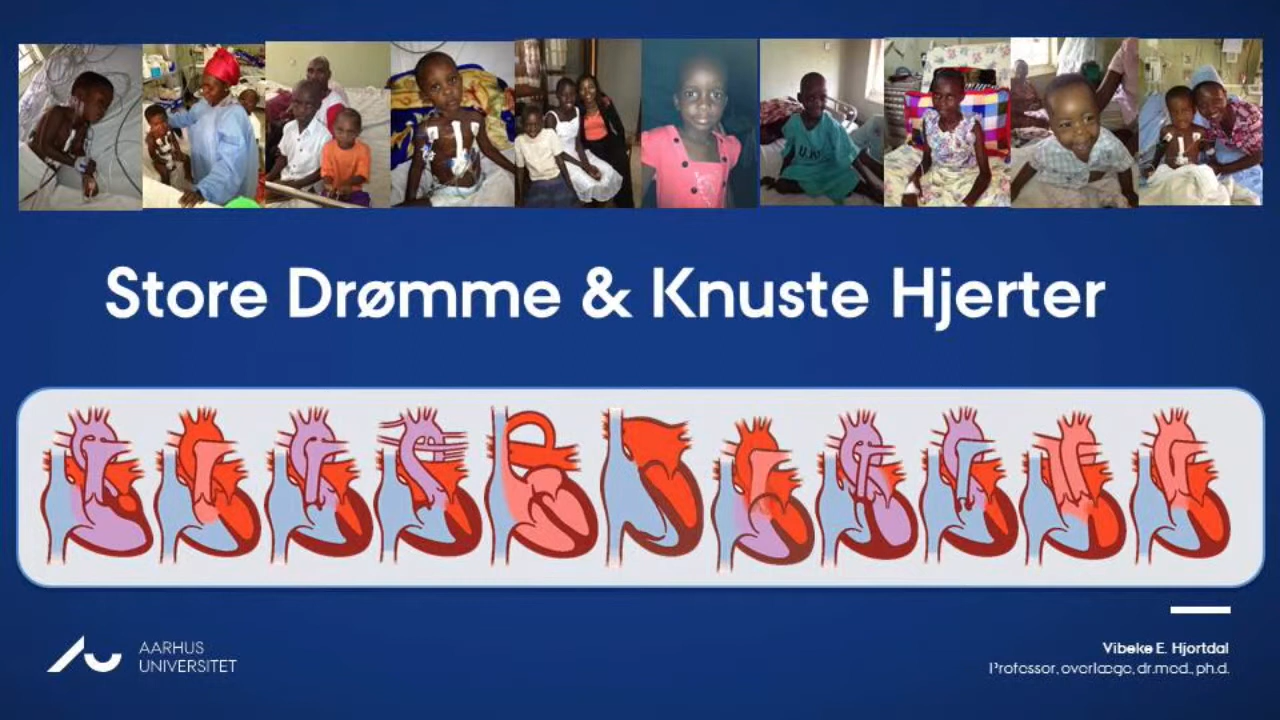 Store Drømme & Knuste Hjerter
AARHUS
UNIVERSITET
Vibeke E. Hjortdal
Professor, overlæge, dr.med., ph.d.